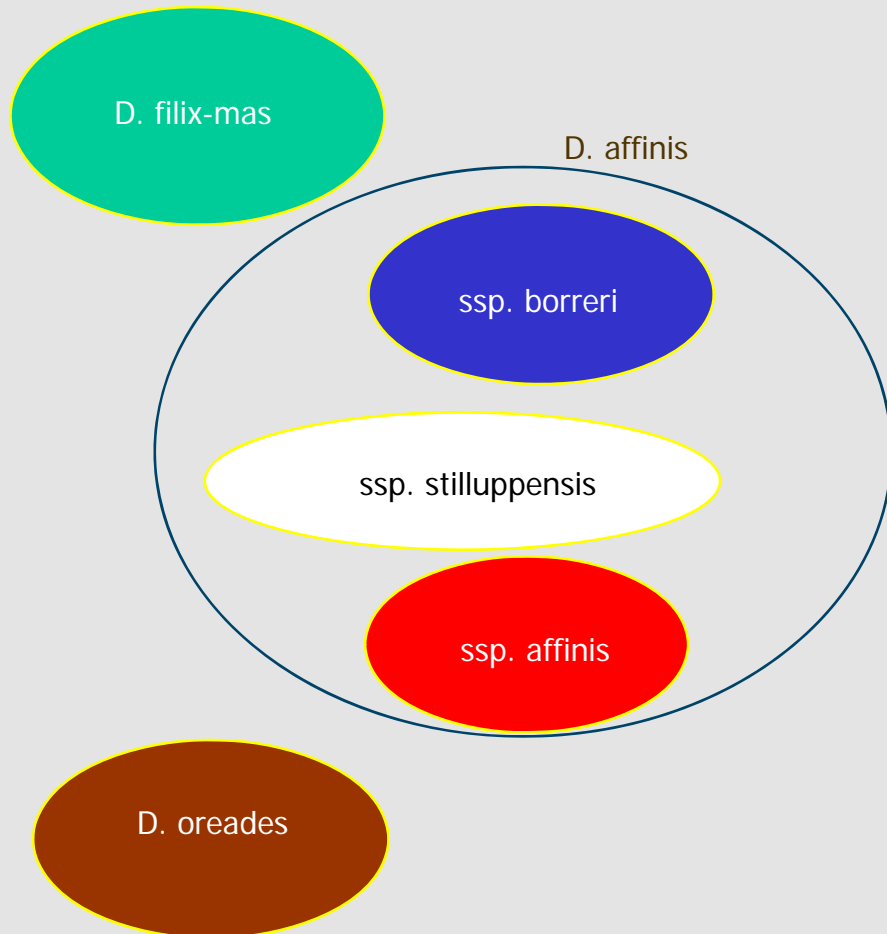 D. filix-mas
D. affinis
ssp. borreri
ssp. stilluppensis
ssp. affinis
D. oreades